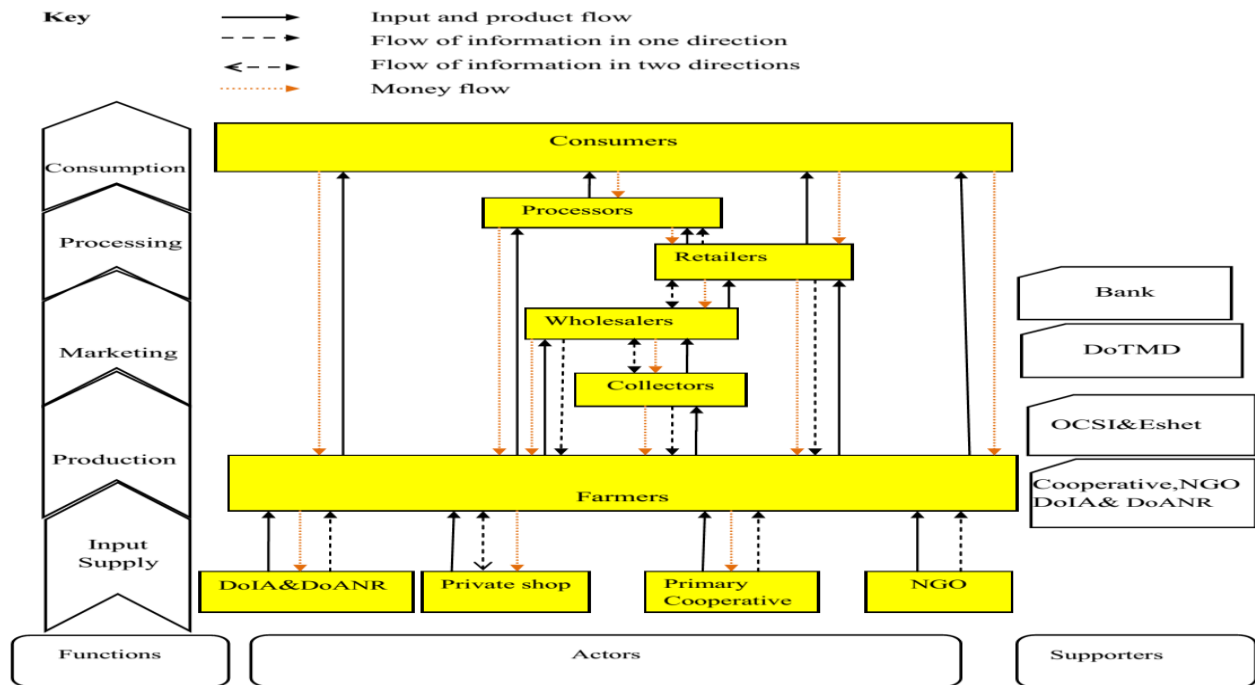 Key
Input and product flow
Flow of information in one direction
Flow of information in two directions
Money flow
Consumption
Processing
Marketing
Production
Input
Supply
Consumers
Processors
Retailers
Wholesalers
Collectors
Farmers
DoIA&DoANR
Private shop
Primary
Cooperative
NGO
Bank
DoTMD
OCSI&Eshet
Cooperative,NGO
DoIA& DoANR
Functions
Actors
Supporters